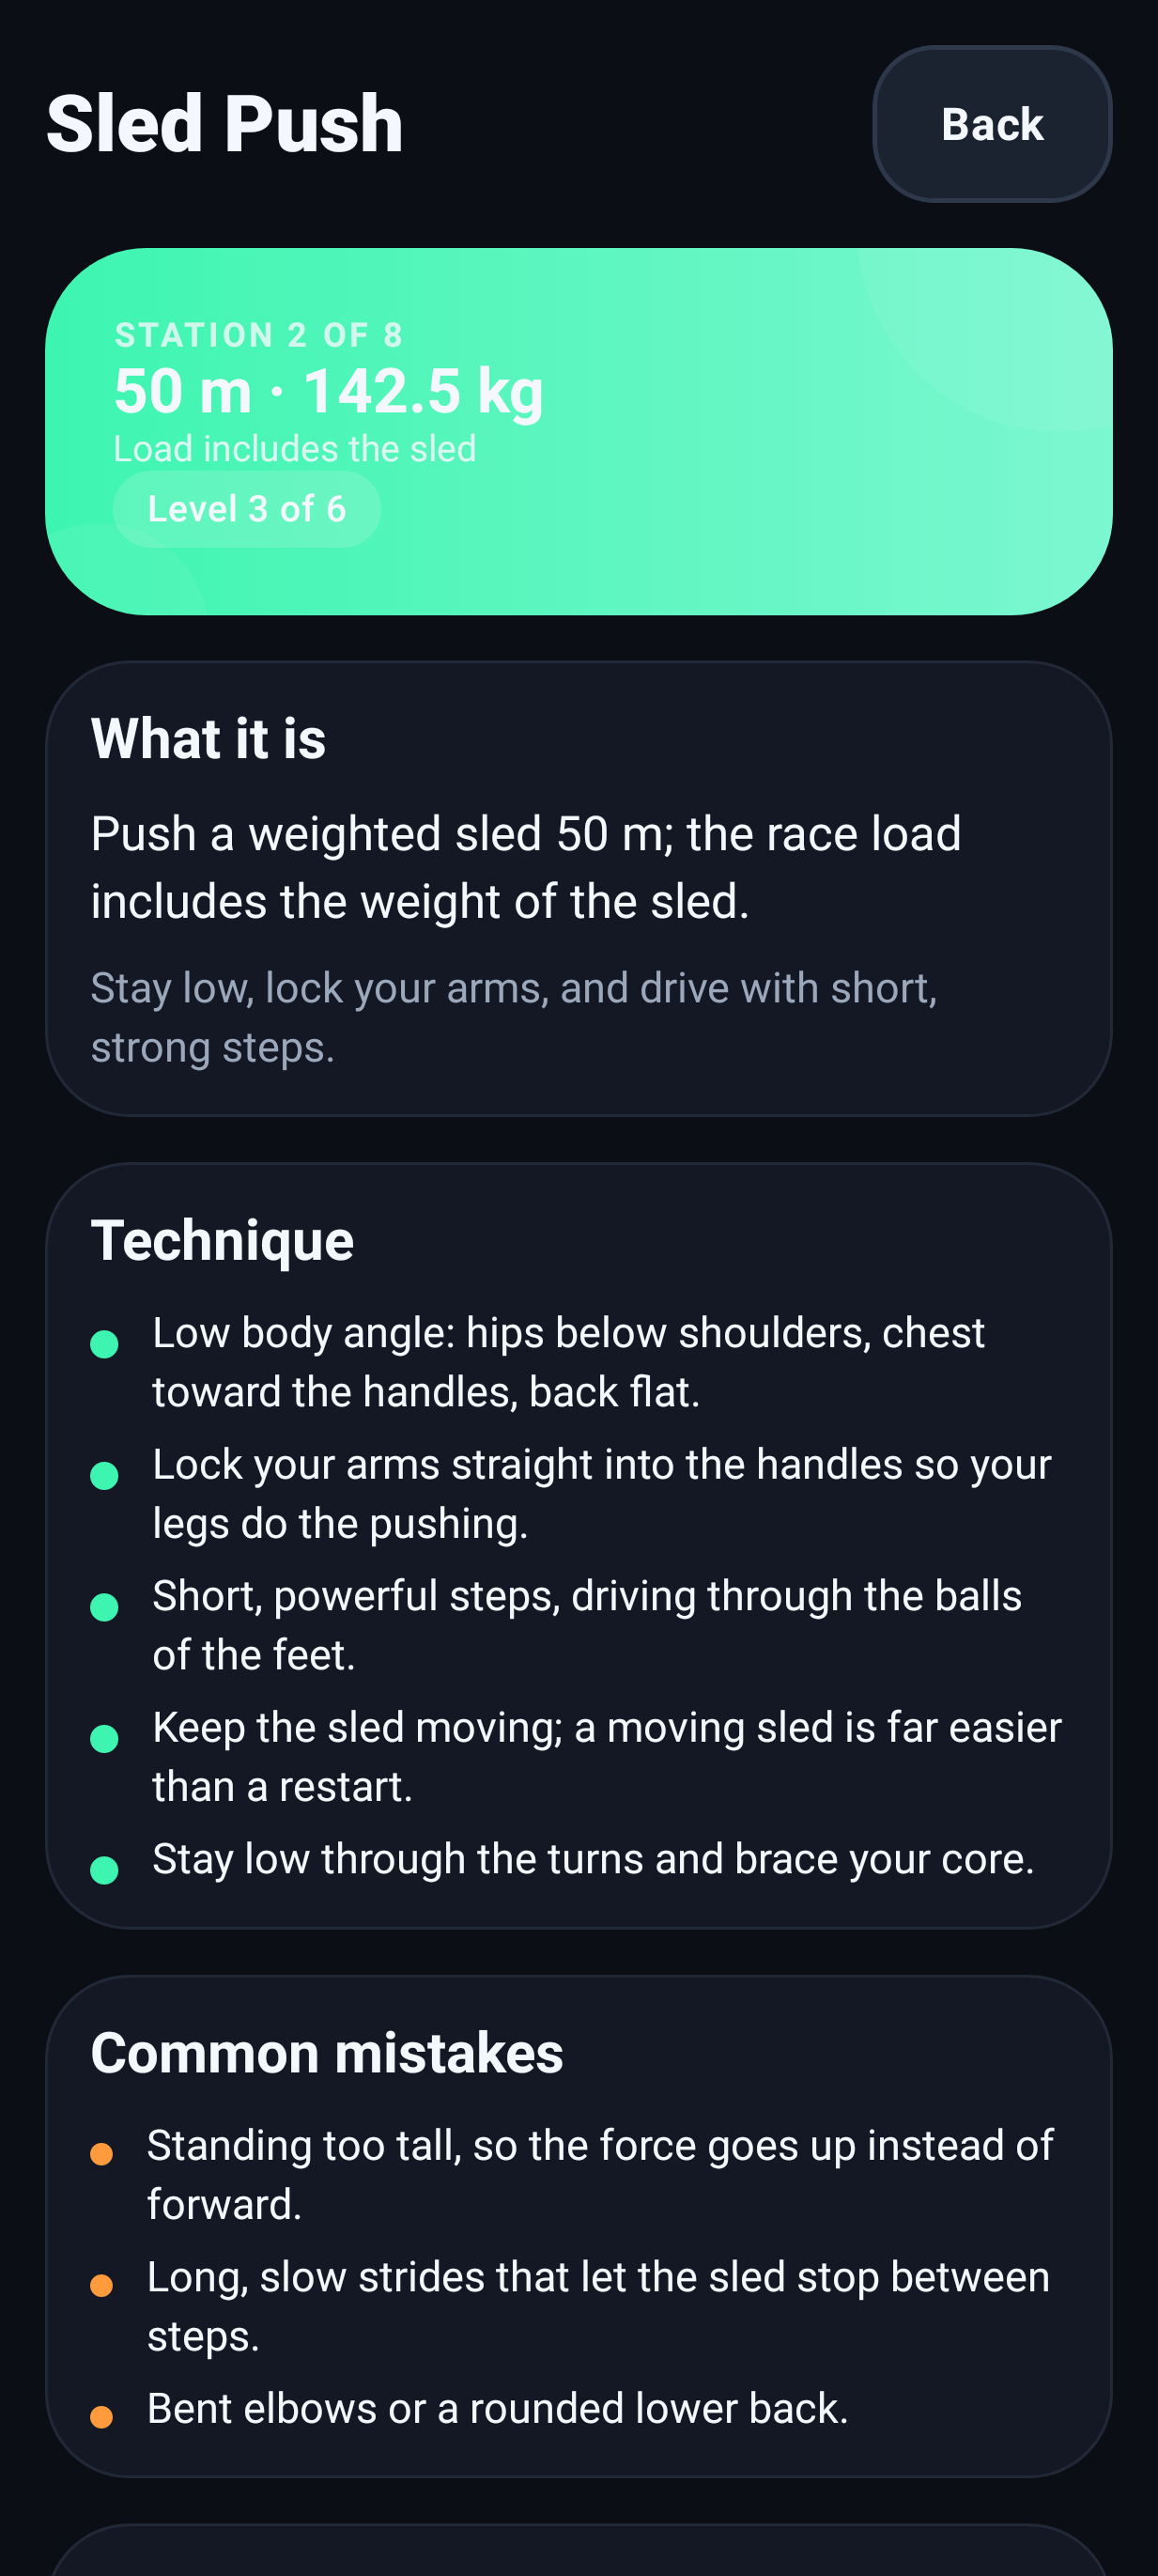 Sled Push
Back
STATION 2 OF 8
50 m · 142.5 kg
Load includes the sled
Level 3 of 6
What it is
Push a weighted sled 50 m; the race load
includes the weight of the sled.
Stay low, lock your arms, and drive with short,
strong steps.
Technique
Low body angle: hips below shoulders, chest
toward the handles, back flat.
Lock your arms straight into the handles so your
legs do the pushing.
Short, powerful steps, driving through the balls
of the feet.
Keep the sled moving; a moving sled is far easier
than a restart.
Stay low through the turns and brace your core.
Common mistakes
Standing too tall, so the force goes up instead of
forward.
Long, slow strides that let the sled stop between
steps.
Bent elbows or a rounded lower back.